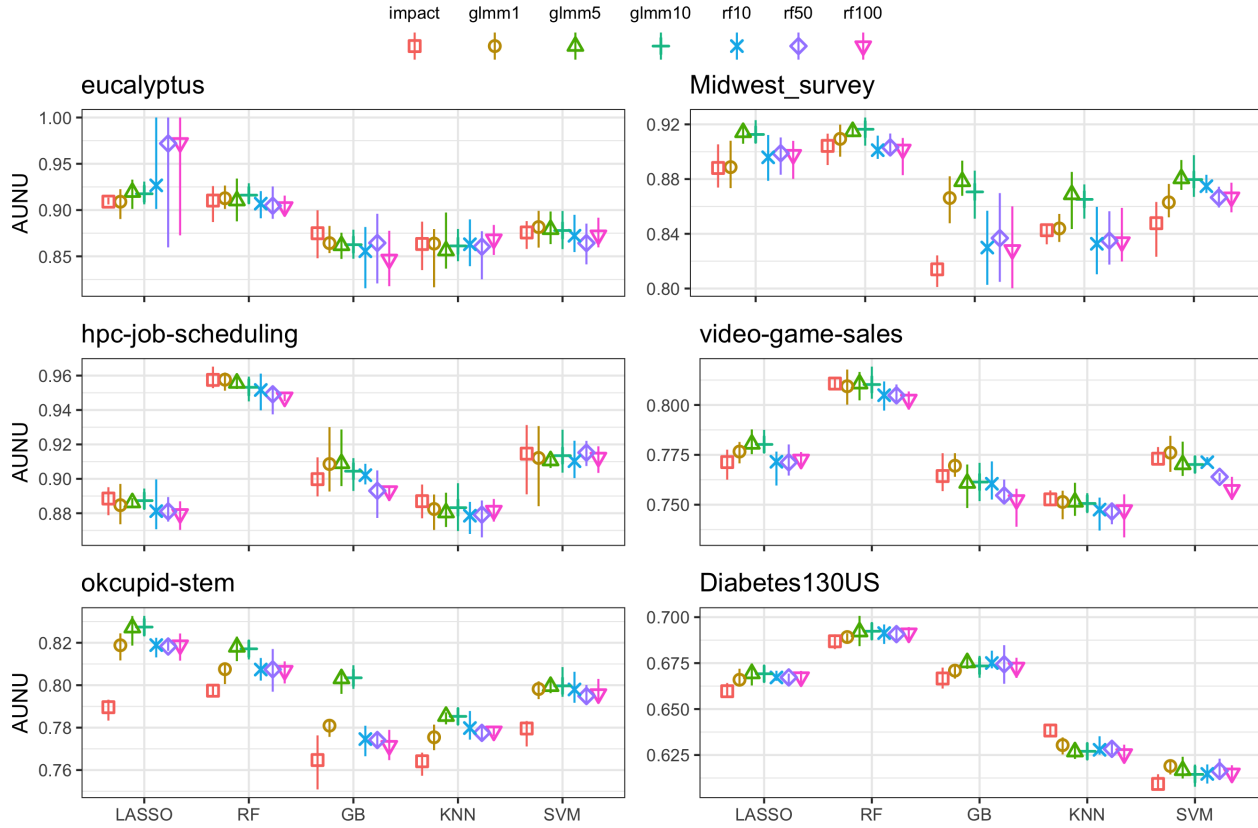 impact glmm1 glmm5 glmm10 rf10 rf50 rf100
eucalyptus
Midwest_survey
AUNU
1.00
0.95
0.90
0.85
0.92
0.88
0.84
0.80
hpc-job-scheduling
video-game-sales
AUNU
0.96
0.94
0.92
0.90
0.88
0.800
0.775
0.750
okcupid-stem
Diabetes130US
AUNU
0.82
0.80
0.78
0.76
0.700
0.675
0.650
0.625
LASSO RF GB KNN SVM
LASSO RF GB KNN SVM